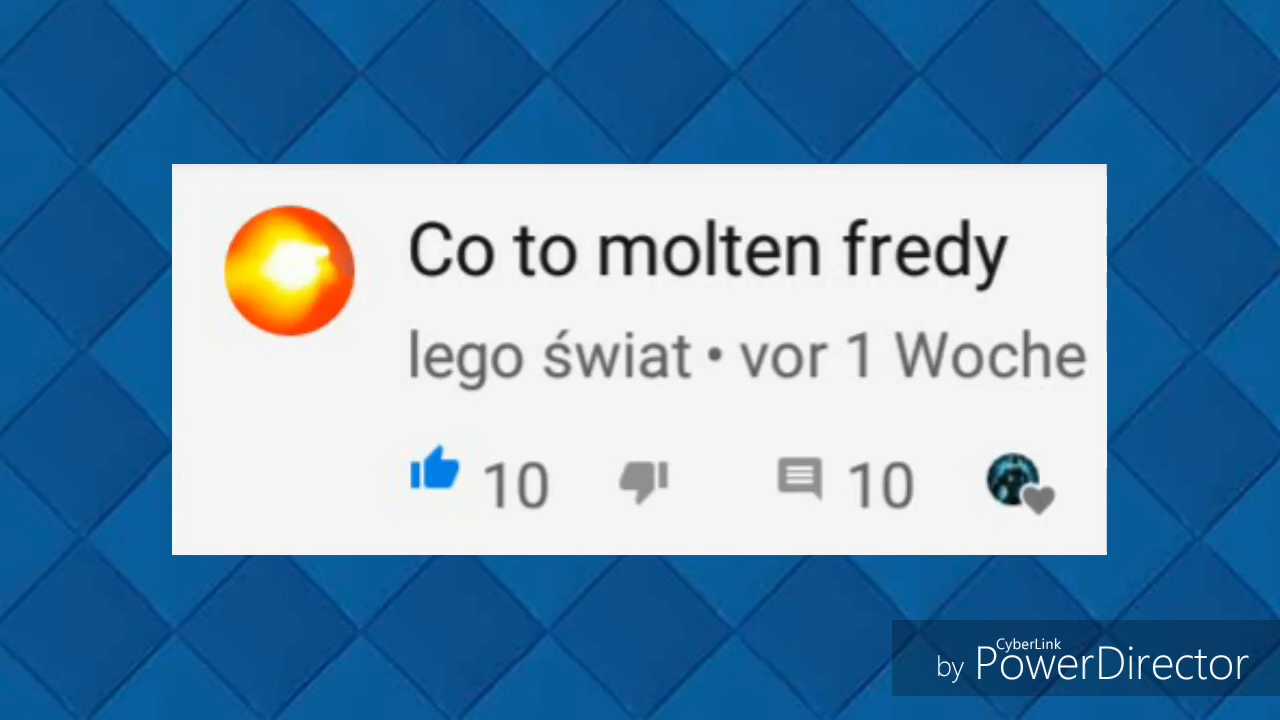 Co to molten fredy
lego świat • vor 1 Woche
10 10
CyberLink
by PowerDirector